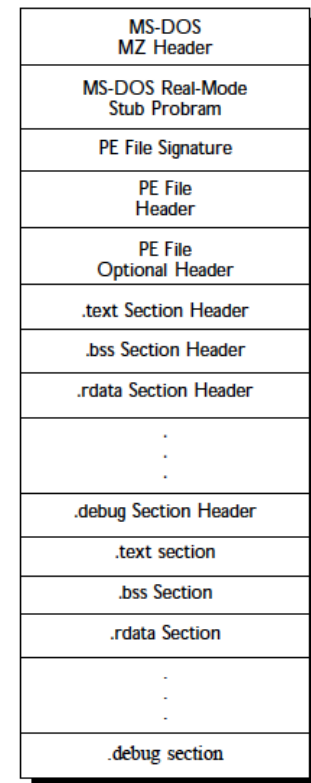 MS-DOS
MZ Header
MS-DOS Real-Mode
Stub Probram
PE File Signature
PE File
Header
PE File
Optional Header
.text Section Header
.bss Section Header
.rdata Section Header
.
.
.
.debug Section Header
.text section
.bss Section
.rdata Section
.
.
.
.debug section